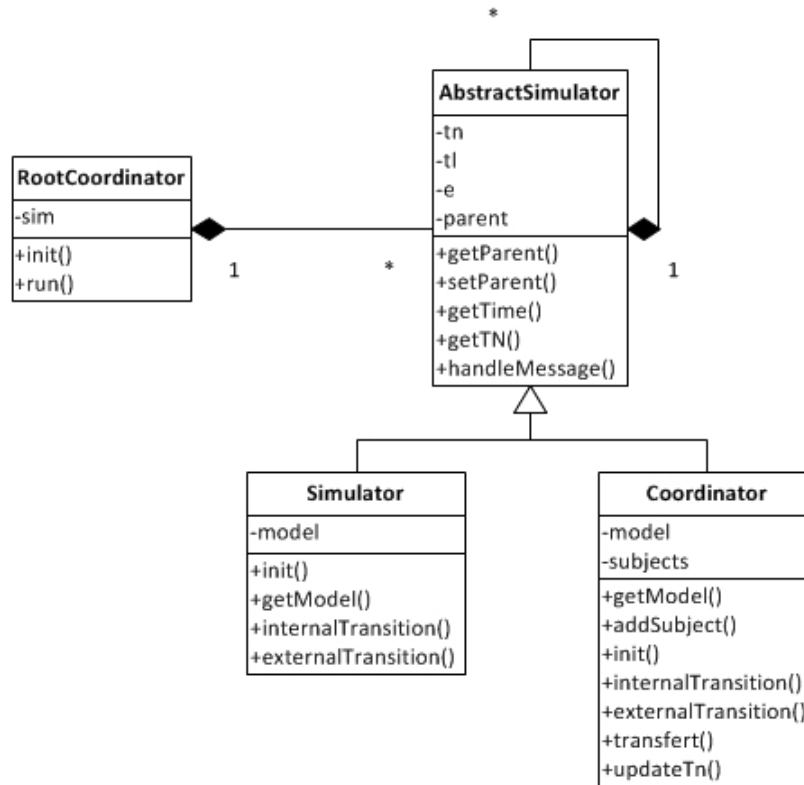 *
AbstractSimulator
-tn
-tl
-e
-parent
+getParent()
+setParent()
+getTime()
+getTN()
+handleMessage()
RootCoordinator
-sim
+init()
+run()
1
*
1
Simulator
-model
+init()
+getModel()
+internalTransition()
+externalTransition()
Coordinator
-model
-subjects
+getModel()
+addSubject()
+init()
+internalTransition()
+externalTransition()
+transfert()
+updateTn()